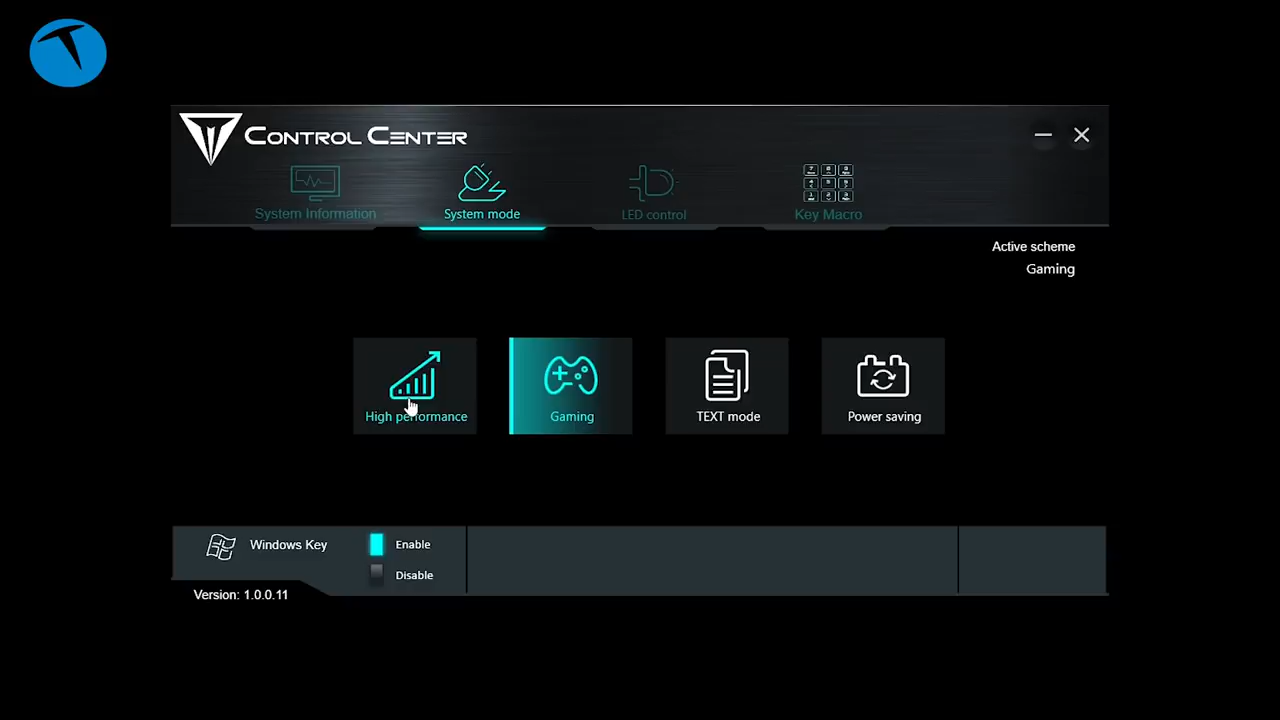 CONTROL CENTER
System Information
System mode
LED control
Key Macro
Active scheme
Gaming
High performance
Gaming
TEXT mode
Power saving
Windows Key
Enable
Disable
Version: 1.0.0.11